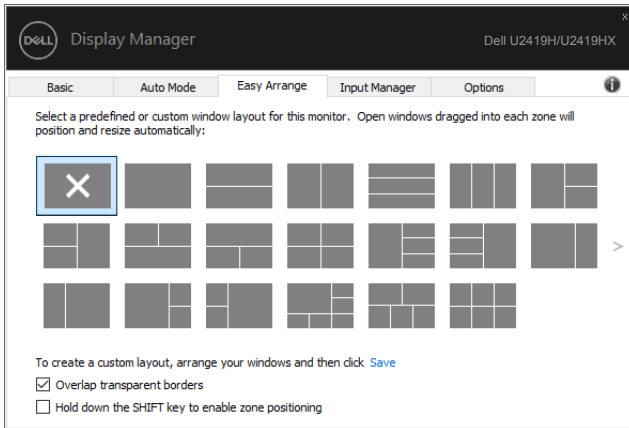 x
DELL Display Manager Dell U2419H/U2419HX
Basic Auto Mode Easy Arrange Input Manager Options i
Select a predefined or custom window layout for this monitor. Open windows dragged into each zone will
position and resize automatically:
>
To create a custom layout, arrange your windows and then click Save
Overlap transparent borders
Hold down the SHIFT key to enable zone positioning